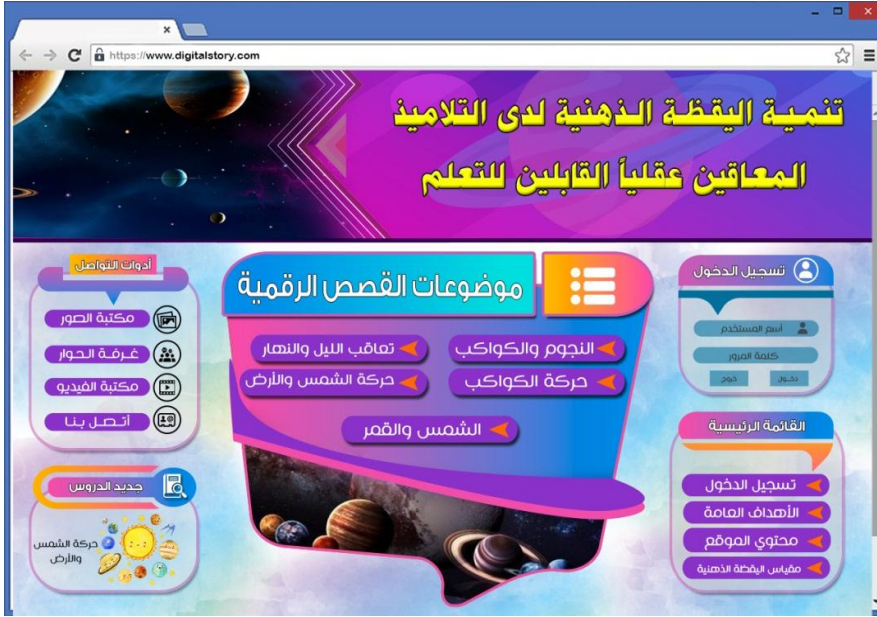 https://www.digitalstory.com
تنمية اليقظة الذهنية لدى التلاميذ
المعاقين عقلياً القابلين للتعلم
تسجيل الدخول
أسم المستخدم
كلمة المرور
دخول
خروج
القائمة الرئيسية
تسجيل الدخول
الأهداف العامة
محتوي الموقع
مقياس اليقظة الذهنية
موضوعات القصص الرقمية
النجوم والكواكب
تعاقب الليل والنهار
حركة الكواكب
حركة الشمس والأرض
الشمس والقمر
أدوات التواصل
مكتبة الصور
غرفة الحوار
مكتبة الفيديو
أتصل بنا
جديد الدروس
حركة الشمس
والأرض